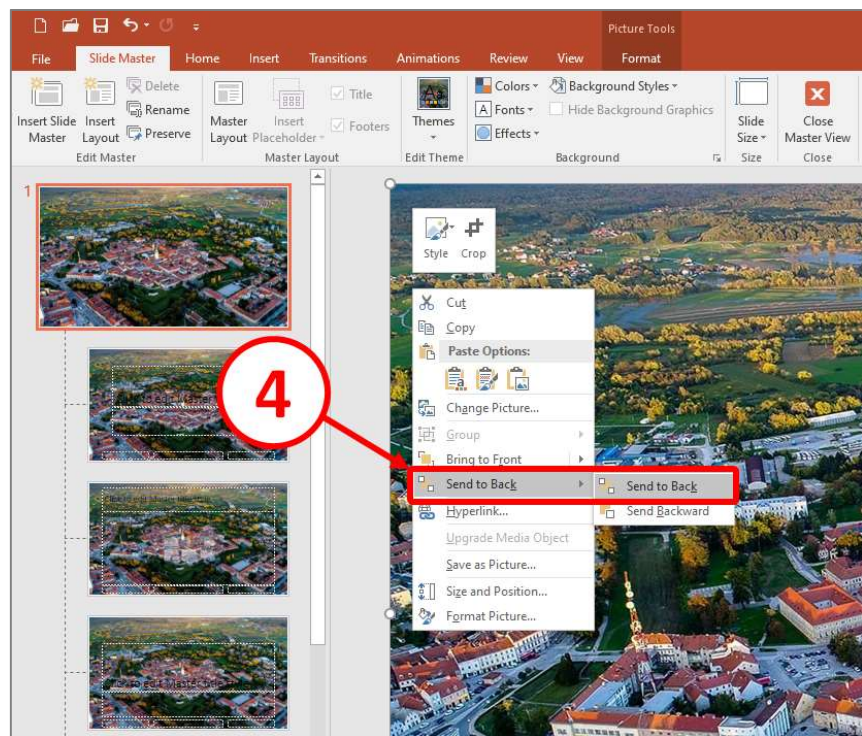 Picture Tools
File Slide Master Home Insert Transitions Animations Review View Format
Insert Slide Master
Insert Layout
Delete
Rename
Preserve
Edit Master
Master Layout
Insert Placeholder
Title
Footers
Master Layout
Themes
Edit Theme
Colors
Fonts
Effects
Background Styles
Hide Background Graphics
Background
Slide Size
Size
Close Master View
Close
1
Style Crop
Cut
Copy
Paste Options:
Change Picture...
Group
Bring to Front
Send to Back
Send to Back
Send Backward
Hyperlink...
Upgrade Media Object
Save as Picture...
Size and Position...
Format Picture...
4